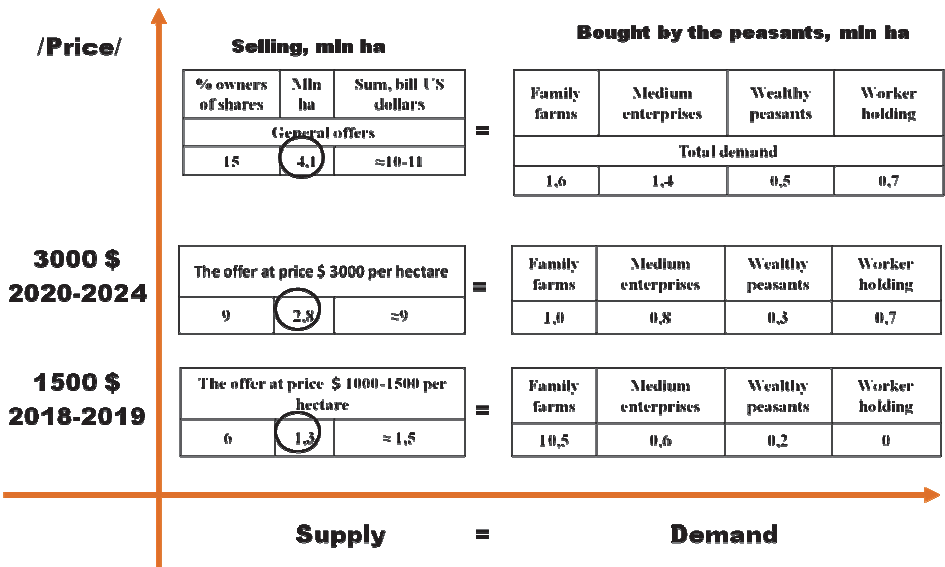 /Price/
Selling, mln ha
Bought by the peasants, mln ha
% owners of shares
Mln ha
Sum, bill US dollars
General offers
15
4,1
≈10-11
=
Family farms
Medium enterprises
Wealthy peasants
Worker holding
Total demand
1,6
1,4
0,5
0,7
3000 $
2020-2024
The offer at price $ 3000 per hectare
9
2,8
≈9
=
Family farms
Medium enterprises
Wealthy peasants
Worker holding
1,0
0,8
0,3
0,7
1500 $
2018-2019
The offer at price $ 1000-1500 per
hectare
6
1,3
≈ 1,5
=
Family farms
Medium enterprises
Wealthy peasants
Worker holding
10,5
0,6
0,2
0
Supply = Demand